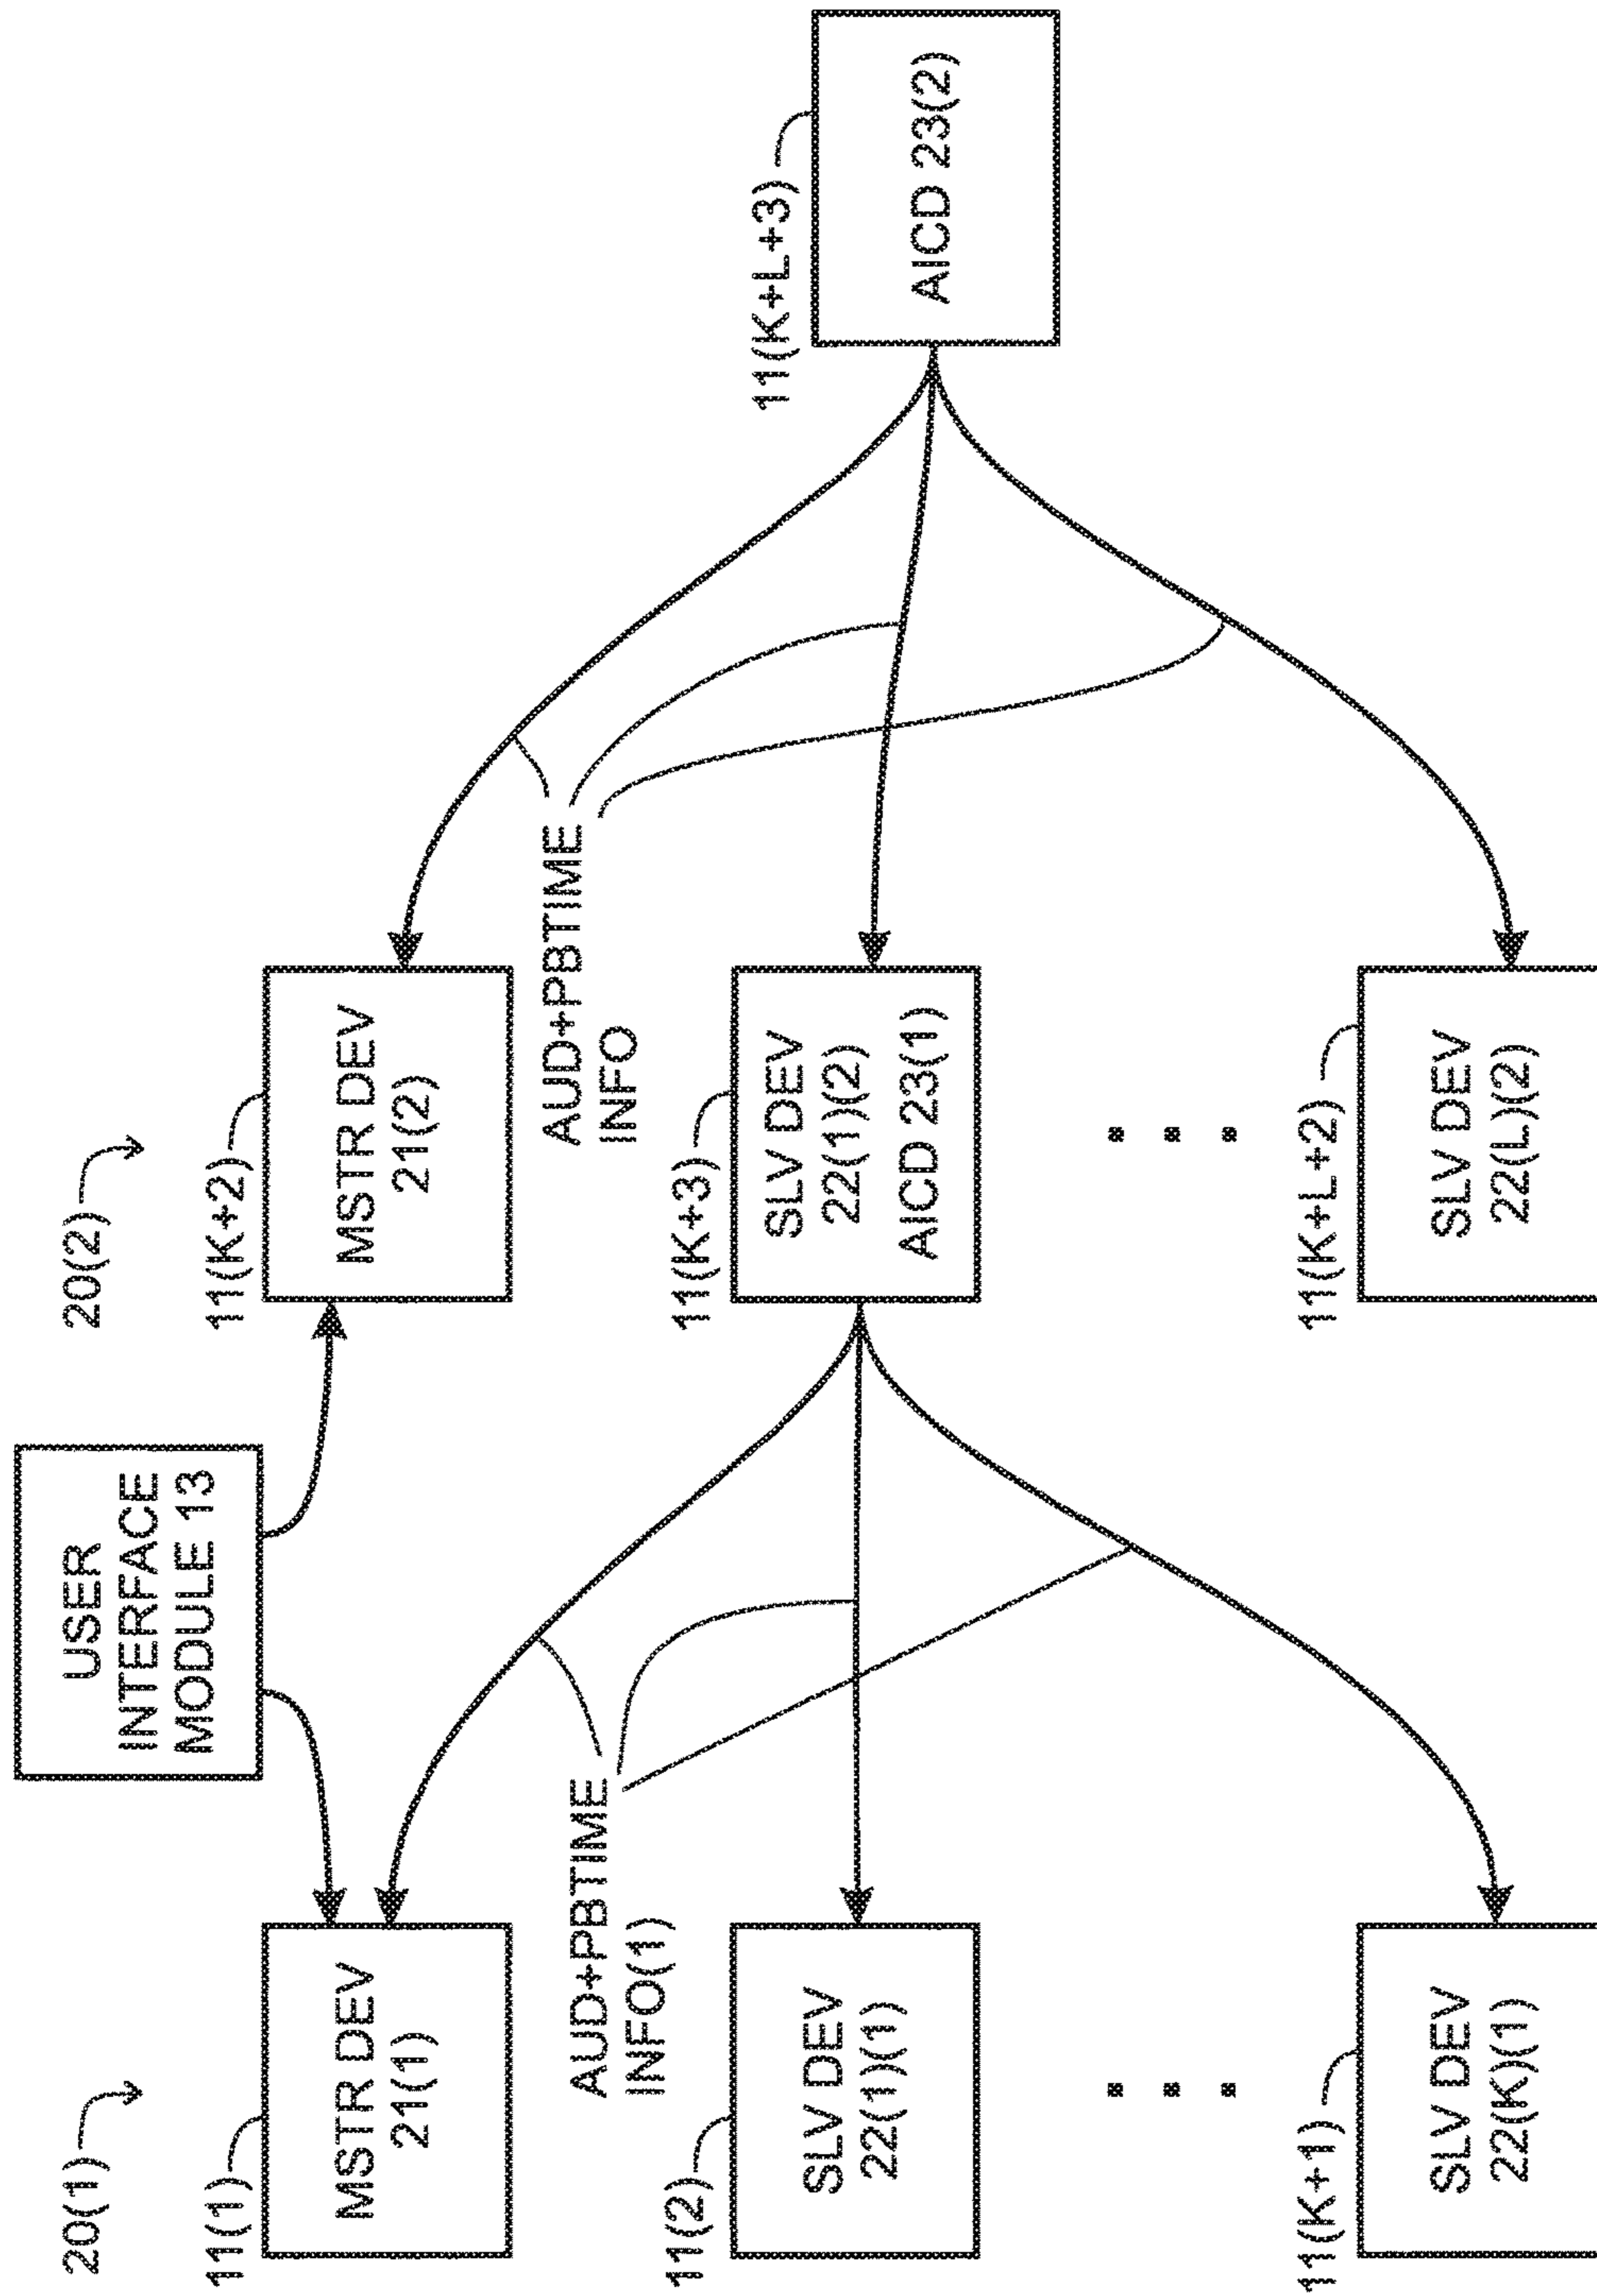 USER
INTERFACE
MODULE 13
20(1)
11(1)
MSTR DEV
21(1)
AUD+PBTIME
INFO(1)
11(2)
SLV DEV
22(1)(1)
11(K+1)
SLV DEV
22(K)(1)
20(2)
11(K+2)
MSTR DEV
21(2)
AUD+PBTIME
INFO
11(K+3)
SLV DEV
22(1)(2)
AICD 23(1)
11(K+L+2)
SLV DEV
22(L)(2)
11(K+L+3)
AICD 23(2)